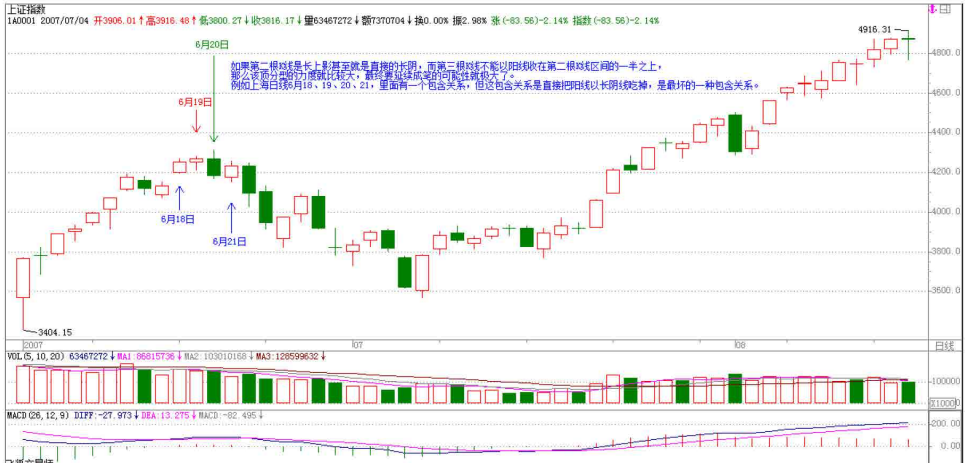 上证指数
1A0001 2007/07/04 开3906.01↑高3916.48↑低3800.27↓收3816.17↓量63467272↓额7370704↓换0.00% 振2.98% 涨(-83.56)-2.14% 指数(-83.56)-2.14%
4916.31
6月20日
4800.0
如果第二根K线是长上影甚至就是直接的长阴，而第三根K线不能以阳线收在第二根K线区间的一半之上，
那么该顶分型的力度就比较大，最终要延续成笔的可能性就极大了。
例如上海日线6月18、19、20、21，里面有一个包含关系，但这包含关系是直接把阳线以长阴线吃掉，是最坏的一种包含关系。
6月19日
4400.0
4200.0
6月18日
4000.0
6月21日
3800.0
3600.0
3404.15
2007
07
08
日线
VOL(5,10,20) 63467272↓MA1:86815736↓MA2:103010168↓MA3:128599632↓
100000
X10000
MACD(26,12,9) DIFF:-27.973↓DEA:13.275↓MACD:-82.495↓
200.00
0.00